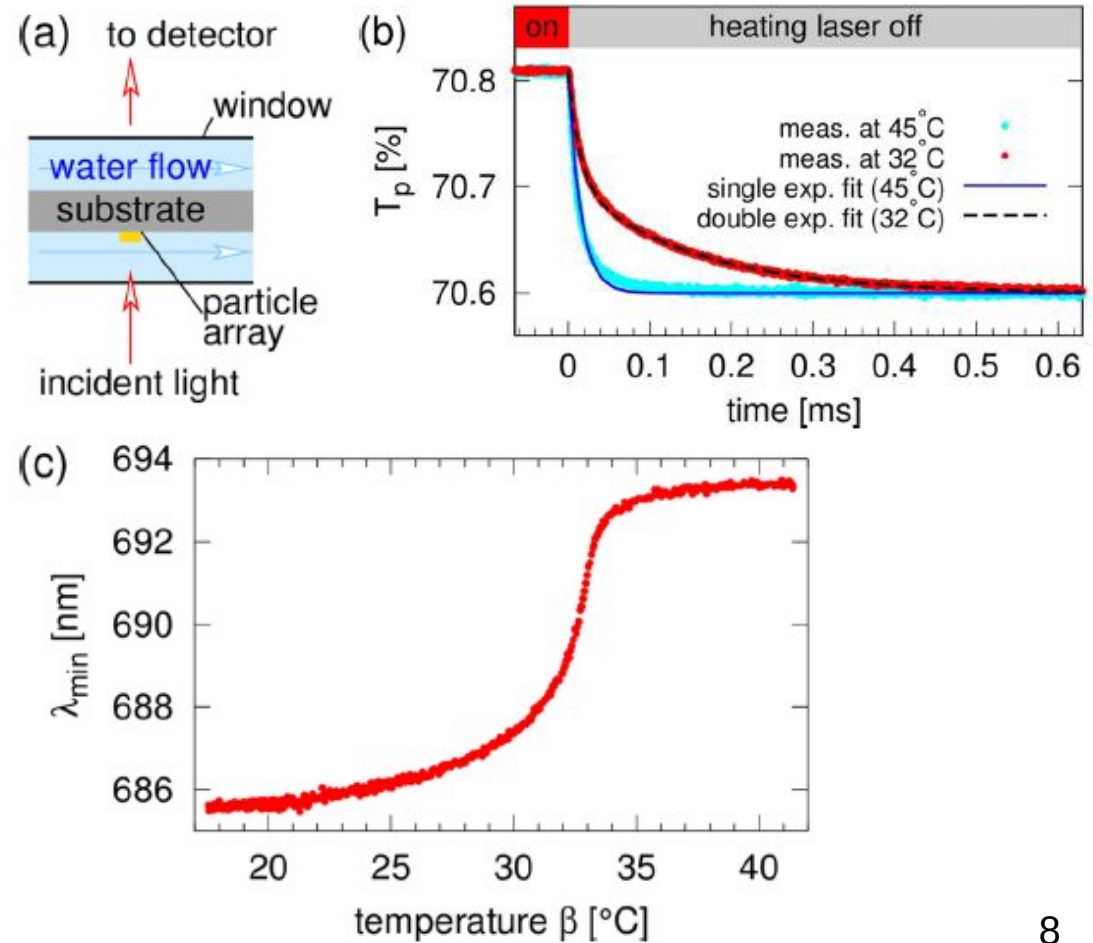 (a)
to detector
window
water flow
substrate
particle
array
incident light
(b)
on
heating laser off
70.8
70.7
70.6
Tₚ [%]
meas. at 45°C
meas. at 32°C
single exp. fit (45°C)
double exp. fit (32°C)
0 0.1 0.2 0.3 0.4 0.5 0.6
time [ms]
(c)
694
692
690
688
686
λmin [nm]
20 25 30 35 40
temperature β [°C]
8